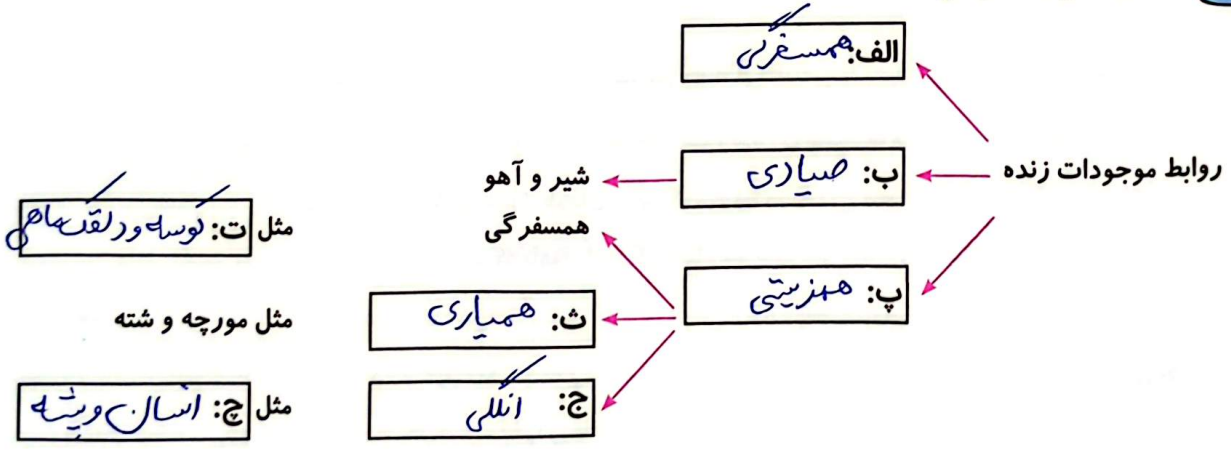 الف: همسفرگی
روابط موجودات زنده
ب: صیادی
شیر و آهو
همسفرگی
مثل ت: کوسه و دلقک ماهی
پ: همزیستی
ث: همیاری
مثل مورچه و شته
ج: انگلی
مثل چ: انسان و پشه